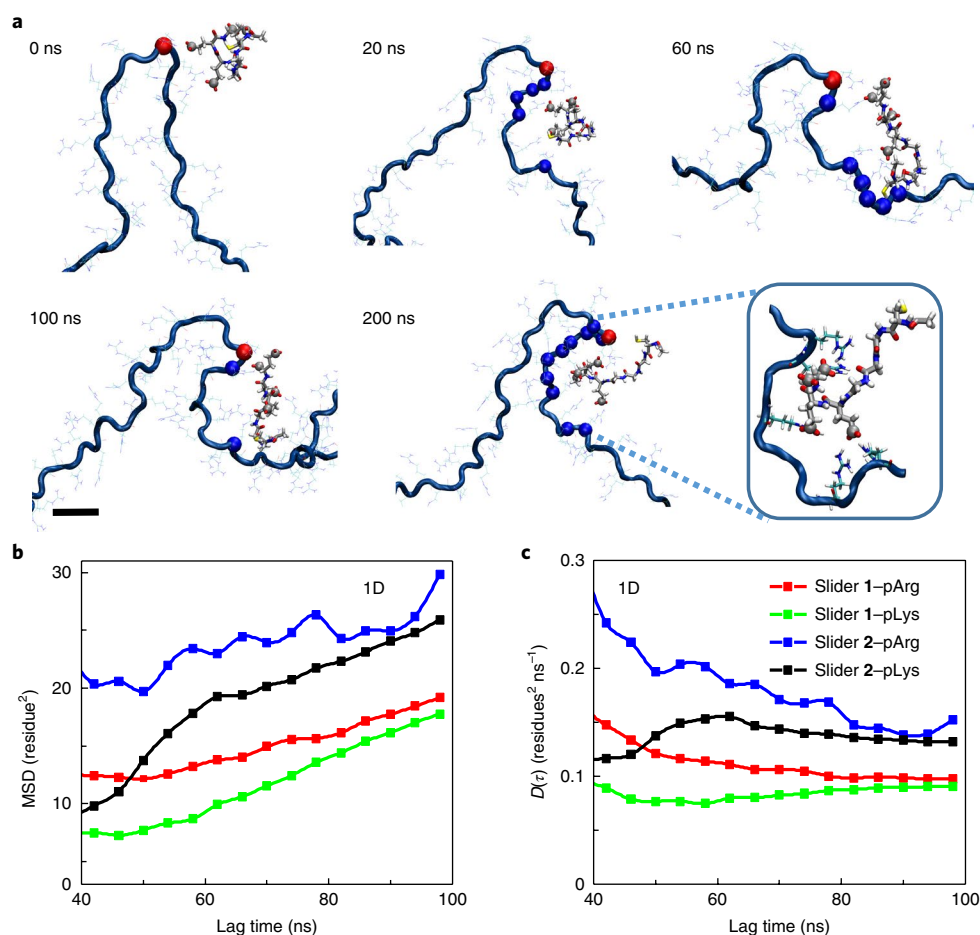 a
0 ns
20 ns
60 ns
100 ns
200 ns
b
1D
MSD (residue²)
30
20
10
0
40
60
80
100
Lag time (ns)
c
1D
D(τ) (residues² ns⁻¹)
0.3
0.2
0.1
0
40
60
80
100
Lag time (ns)
Slider 1–pArg
Slider 1–pLys
Slider 2–pArg
Slider 2–pLys